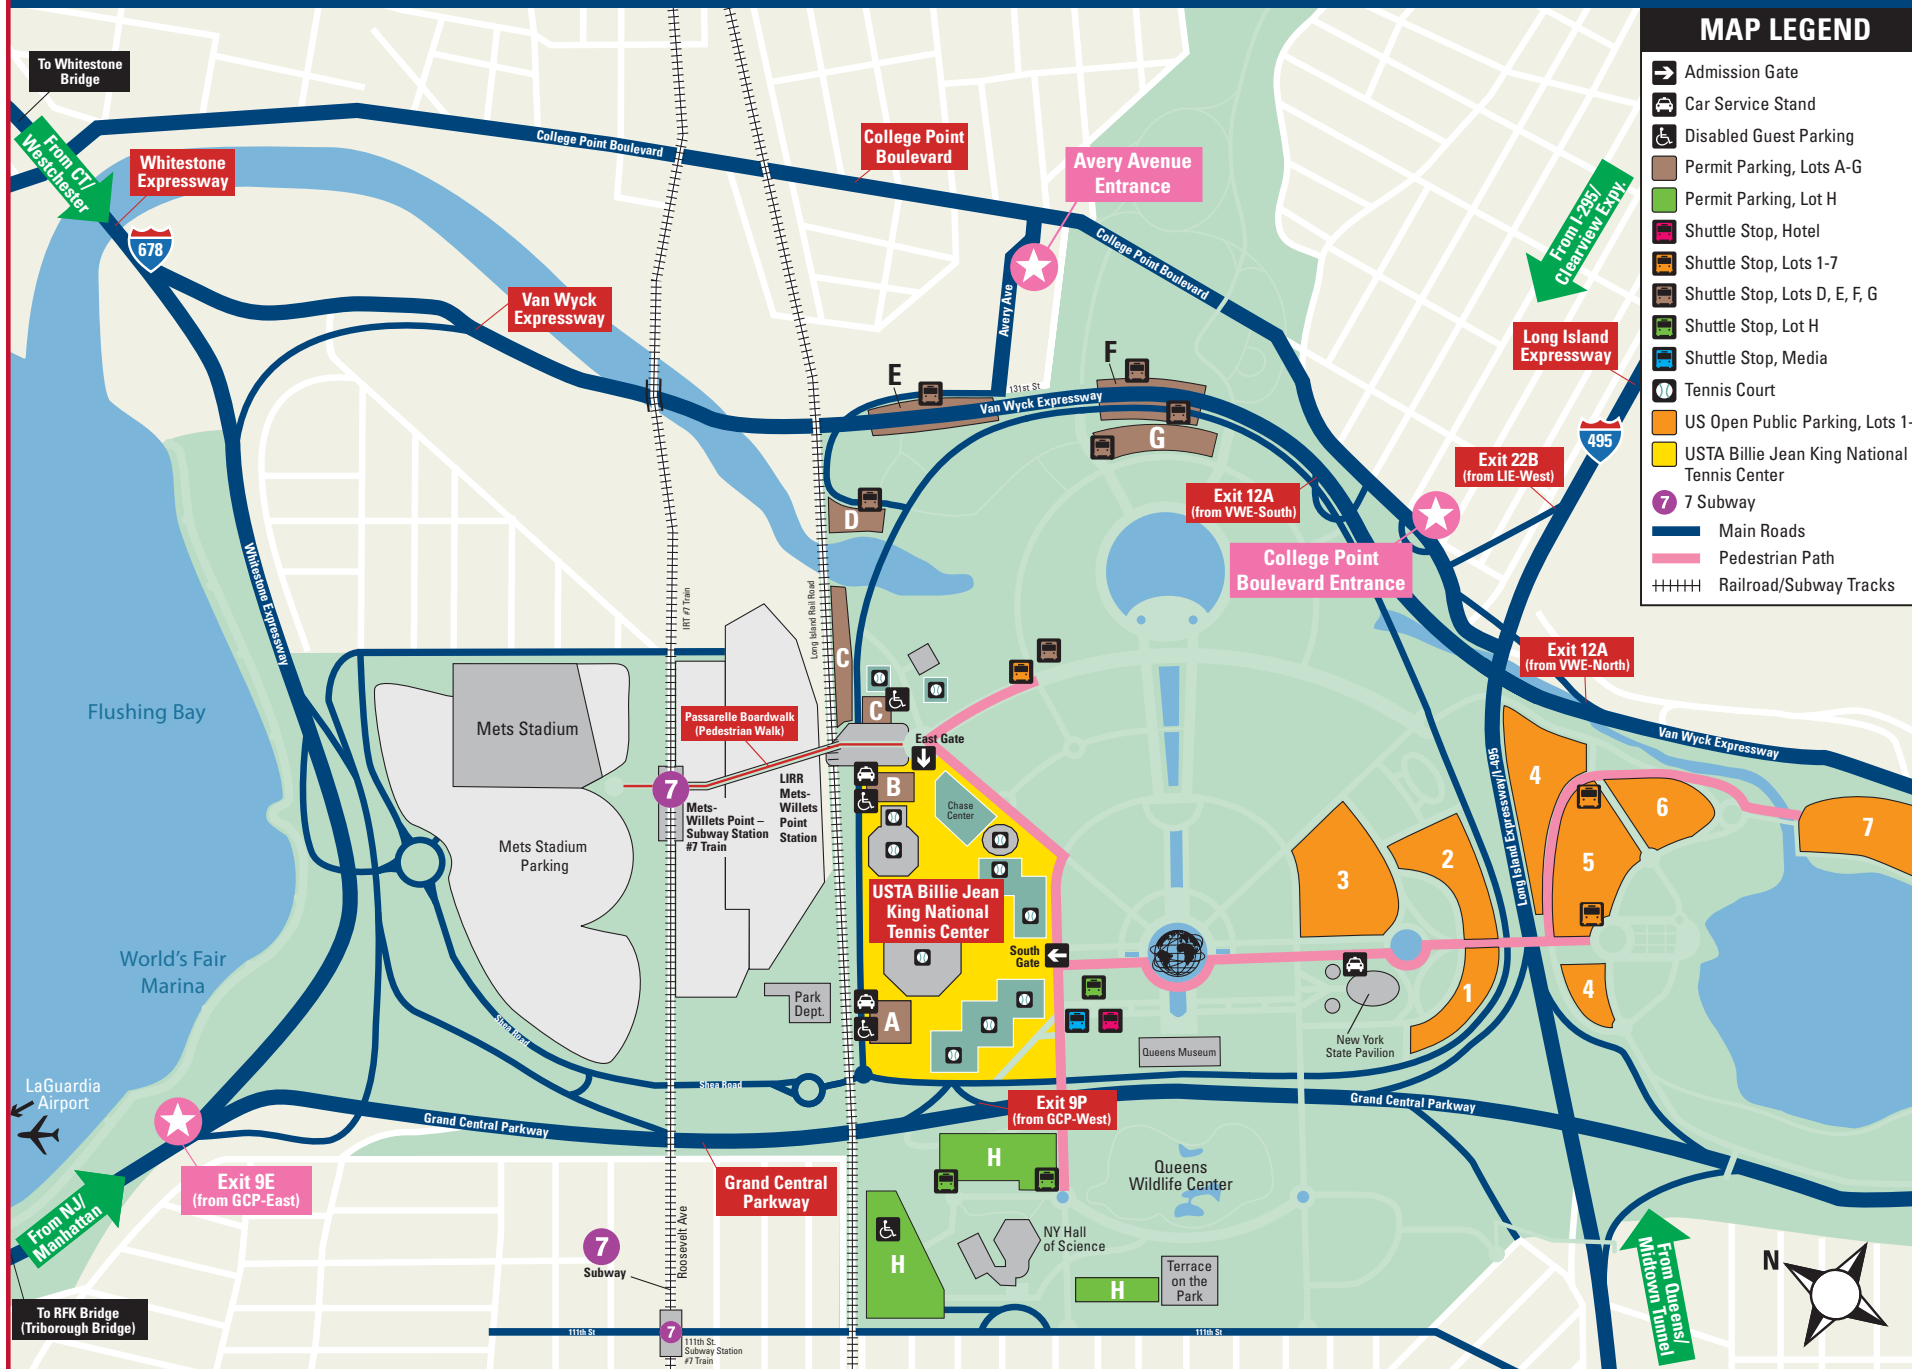 To Whitestone
Bridge
From CT/
Westchester
Whitestone
Expressway
678
College Point Boulevard
College Point
Boulevard
Avery Avenue
Entrance
College Point Boulevard
Avery Ave
From I-295/
Clearview Expy.
Van Wyck
Expressway
Long Island
Expressway
495
MAP LEGEND
Admission Gate
Car Service Stand
Disabled Guest Parking
Permit Parking, Lots A-G
Permit Parking, Lot H
Shuttle Stop, Hotel
Shuttle Stop, Lots 1-7
Shuttle Stop, Lots D, E, F, G
Shuttle Stop, Lot H
Shuttle Stop, Media
Tennis Court
US Open Public Parking, Lots 1-
USTA Billie Jean King National
Tennis Center
7
7 Subway
Main Roads
Pedestrian Path
Railroad/Subway Tracks
E
F
131st St
Van Wyck Expressway
G
D
Exit 12A
(from VWE-South)
Exit 22B
(from LIE-West)
College Point
Boulevard Entrance
Exit 12A
(from VWE-North)
Whitestone Expressway
IRT #7 Train
Long Island Rail Road
C
C
Flushing Bay
Mets Stadium
Passarelle Boardwalk
(Pedestrian Walk)
East Gate
7
Mets-
Willets Point –
Subway Station
#7 Train
LIRR
Mets-
Willets
Point
Station
B
Chase
Center
Mets Stadium
Parking
USTA Billie Jean
King National
Tennis Center
South
Gate
World's Fair
Marina
Park
Dept.
A
Shea Road
Shea Road
Van Wyck Expressway
Long Island Expressway/I-495
4
6
7
5
3
2
1
4
New York
State Pavilion
Queens Museum
LaGuardia
Airport
Grand Central Parkway
Exit 9P
(from GCP-West)
Grand Central Parkway
Exit 9E
(from GCP-East)
From NJ/
Manhattan
Grand Central
Parkway
H
Queens
Wildlife Center
7
Subway
Roosevelt Ave
H
NY Hall
of Science
H
Terrace
on the
Park
From Queens/
Midtown Tunnel
N
To RFK Bridge
(Triborough Bridge)
111th St
7
111th St.
Subway Station
#7 Train
111th St